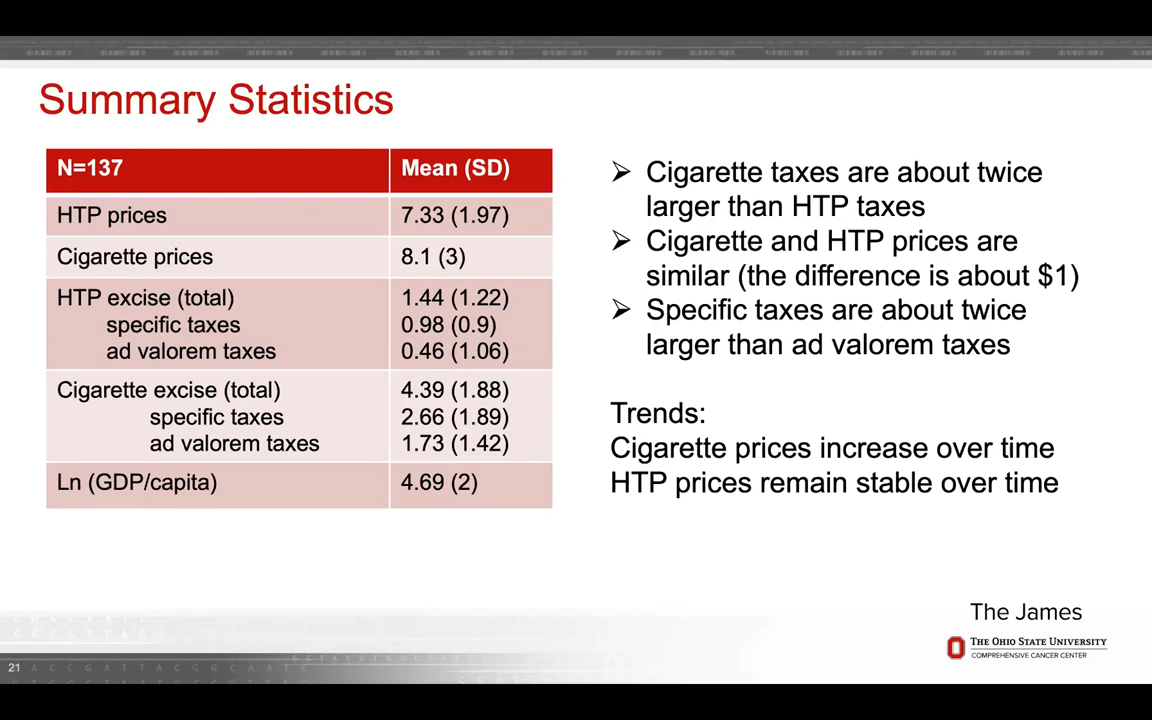 Summary Statistics
N=137 Mean (SD)
HTP prices 7.33 (1.97)
Cigarette prices 8.1 (3)
HTP excise (total) 1.44 (1.22)
specific taxes 0.98 (0.9)
ad valorem taxes 0.46 (1.06)
Cigarette excise (total) 4.39 (1.88)
specific taxes 2.66 (1.89)
ad valorem taxes 1.73 (1.42)
Ln (GDP/capita) 4.69 (2)
➢ Cigarette taxes are about twice
larger than HTP taxes
➢ Cigarette and HTP prices are
similar (the difference is about $1)
➢ Specific taxes are about twice
larger than ad valorem taxes
Trends:
Cigarette prices increase over time
HTP prices remain stable over time
The James
THE OHIO STATE UNIVERSITY
COMPREHENSIVE CANCER CENTER
21